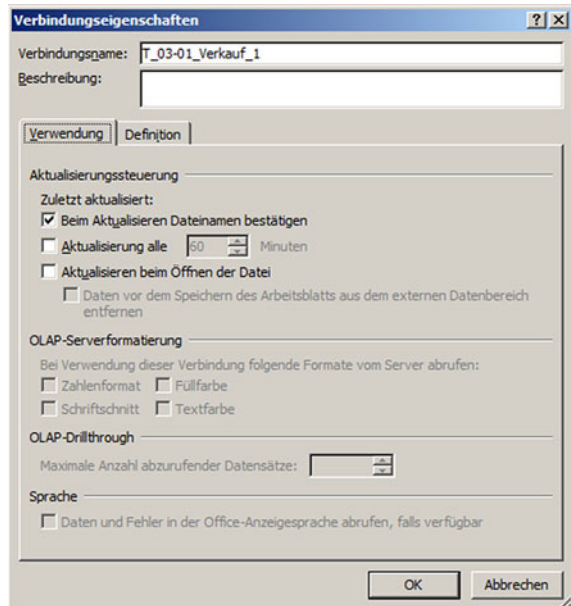 Verbindungseigenschaften
Verbindungsname: T_03-01_Verkauf_1
Beschreibung:
Verwendung Definition
Aktualisierungssteuerung
Zuletzt aktualisiert:
Beim Aktualisieren Dateinamen bestätigen
Aktualisierung alle 60 Minuten
Aktualisieren beim Öffnen der Datei
Daten vor dem Speichern des Arbeitsblatts aus dem externen Datenbereich
entfernen
OLAP-Serverformatierung
Bei Verwendung dieser Verbindung folgende Formate vom Server abrufen:
Zahlenformat Füllfarbe
Schriftschnitt Textfarbe
OLAP-Drillthrough
Maximale Anzahl abzurufender Datensätze:
Sprache
Daten und Fehler in der Office-Anzeigesprache abrufen, falls verfügbar
OK Abbrechen